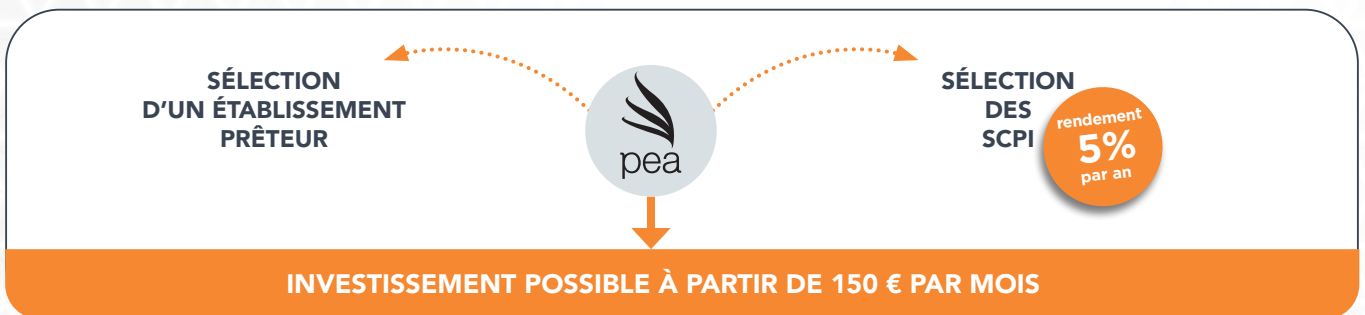 SÉLECTION
D’UN ÉTABLISSEMENT
PRÊTEUR
pea
SÉLECTION
DES
SCPI
rendement
5%
par an
INVESTISSEMENT POSSIBLE À PARTIR DE 150 € PAR MOIS